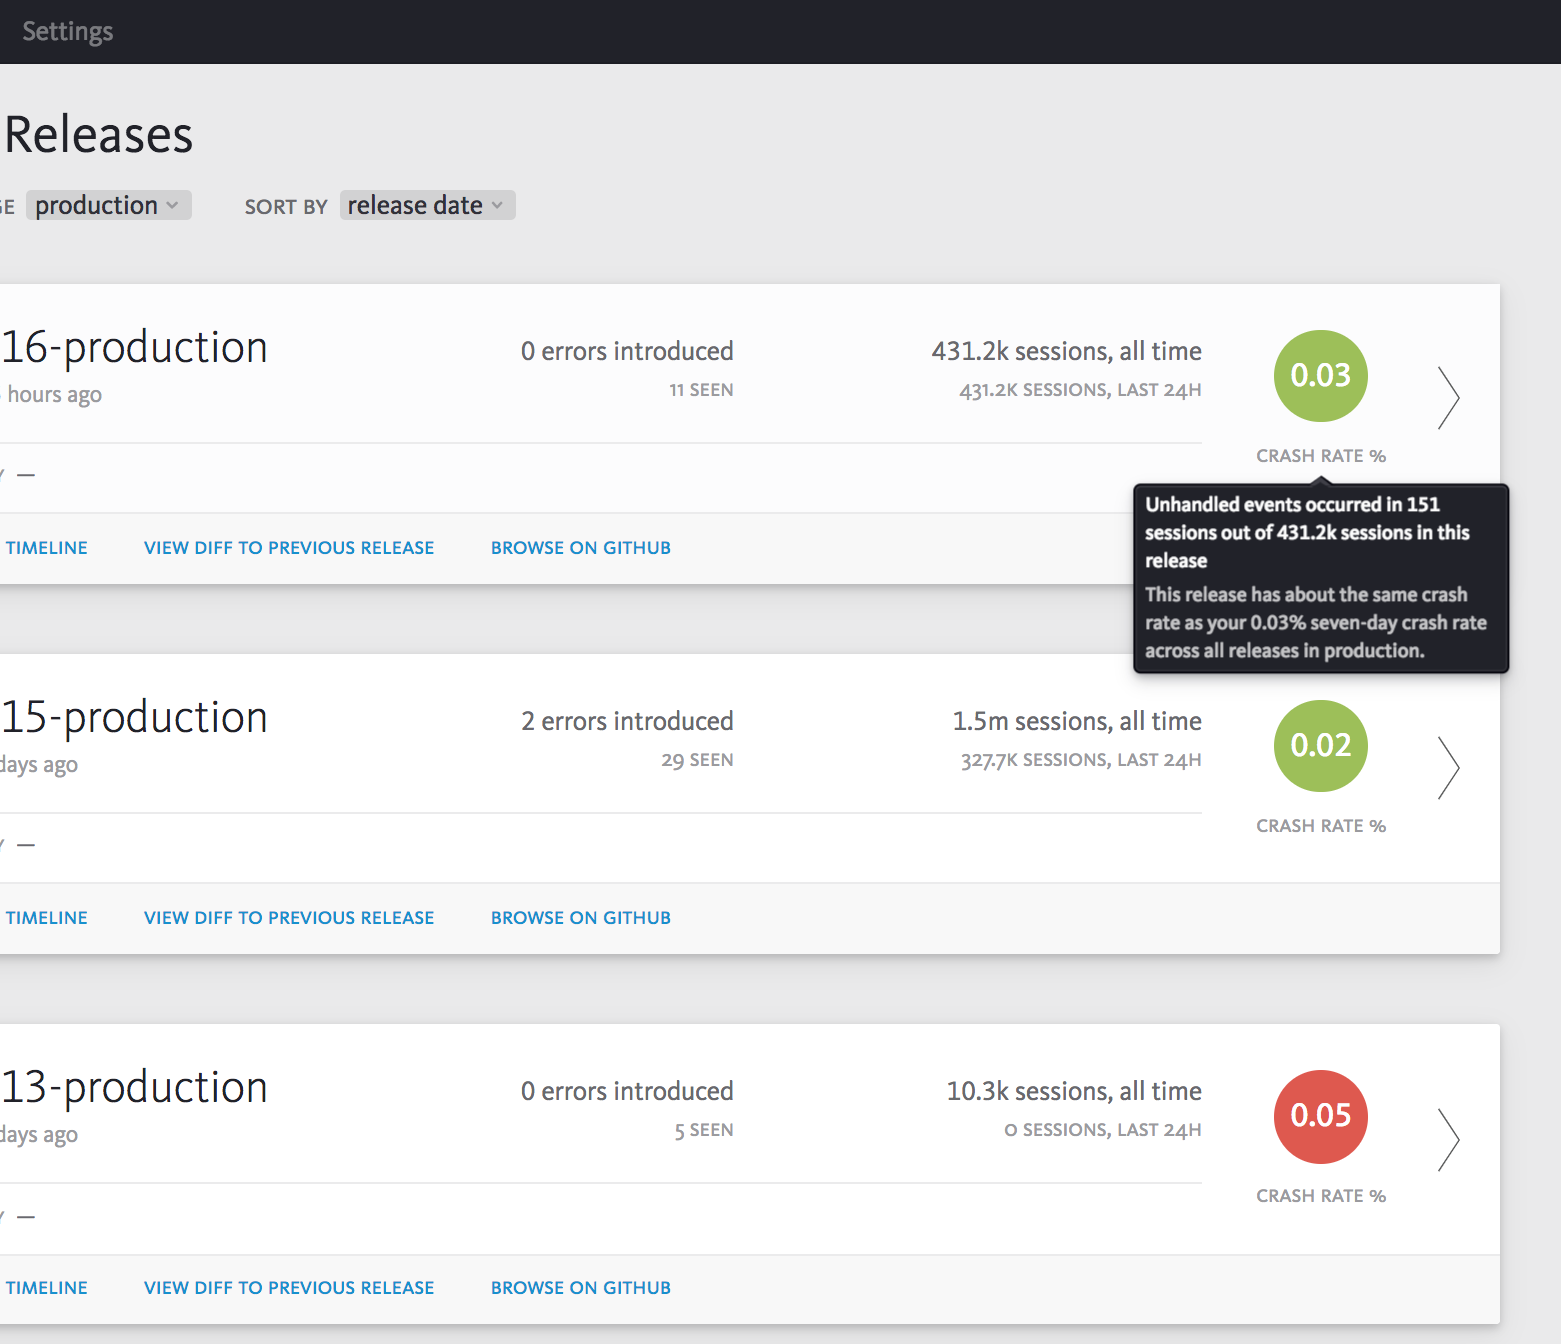 Settings
Releases
GE production SORT BY release date
16-production
0 errors introduced
431.2k sessions, all time
0.03
hours ago
11 SEEN
431.2K SESSIONS, LAST 24H
CRASH RATE %
Y —
Unhandled events occurred in 151
sessions out of 431.2k sessions in this
release
This release has about the same crash
rate as your 0.03% seven-day crash rate
across all releases in production.
TIMELINE VIEW DIFF TO PREVIOUS RELEASE BROWSE ON GITHUB
15-production
2 errors introduced
1.5m sessions, all time
0.02
days ago
29 SEEN
327.7K SESSIONS, LAST 24H
CRASH RATE %
Y —
TIMELINE VIEW DIFF TO PREVIOUS RELEASE BROWSE ON GITHUB
13-production
0 errors introduced
10.3k sessions, all time
0.05
days ago
5 SEEN
0 SESSIONS, LAST 24H
CRASH RATE %
Y —
TIMELINE VIEW DIFF TO PREVIOUS RELEASE BROWSE ON GITHUB